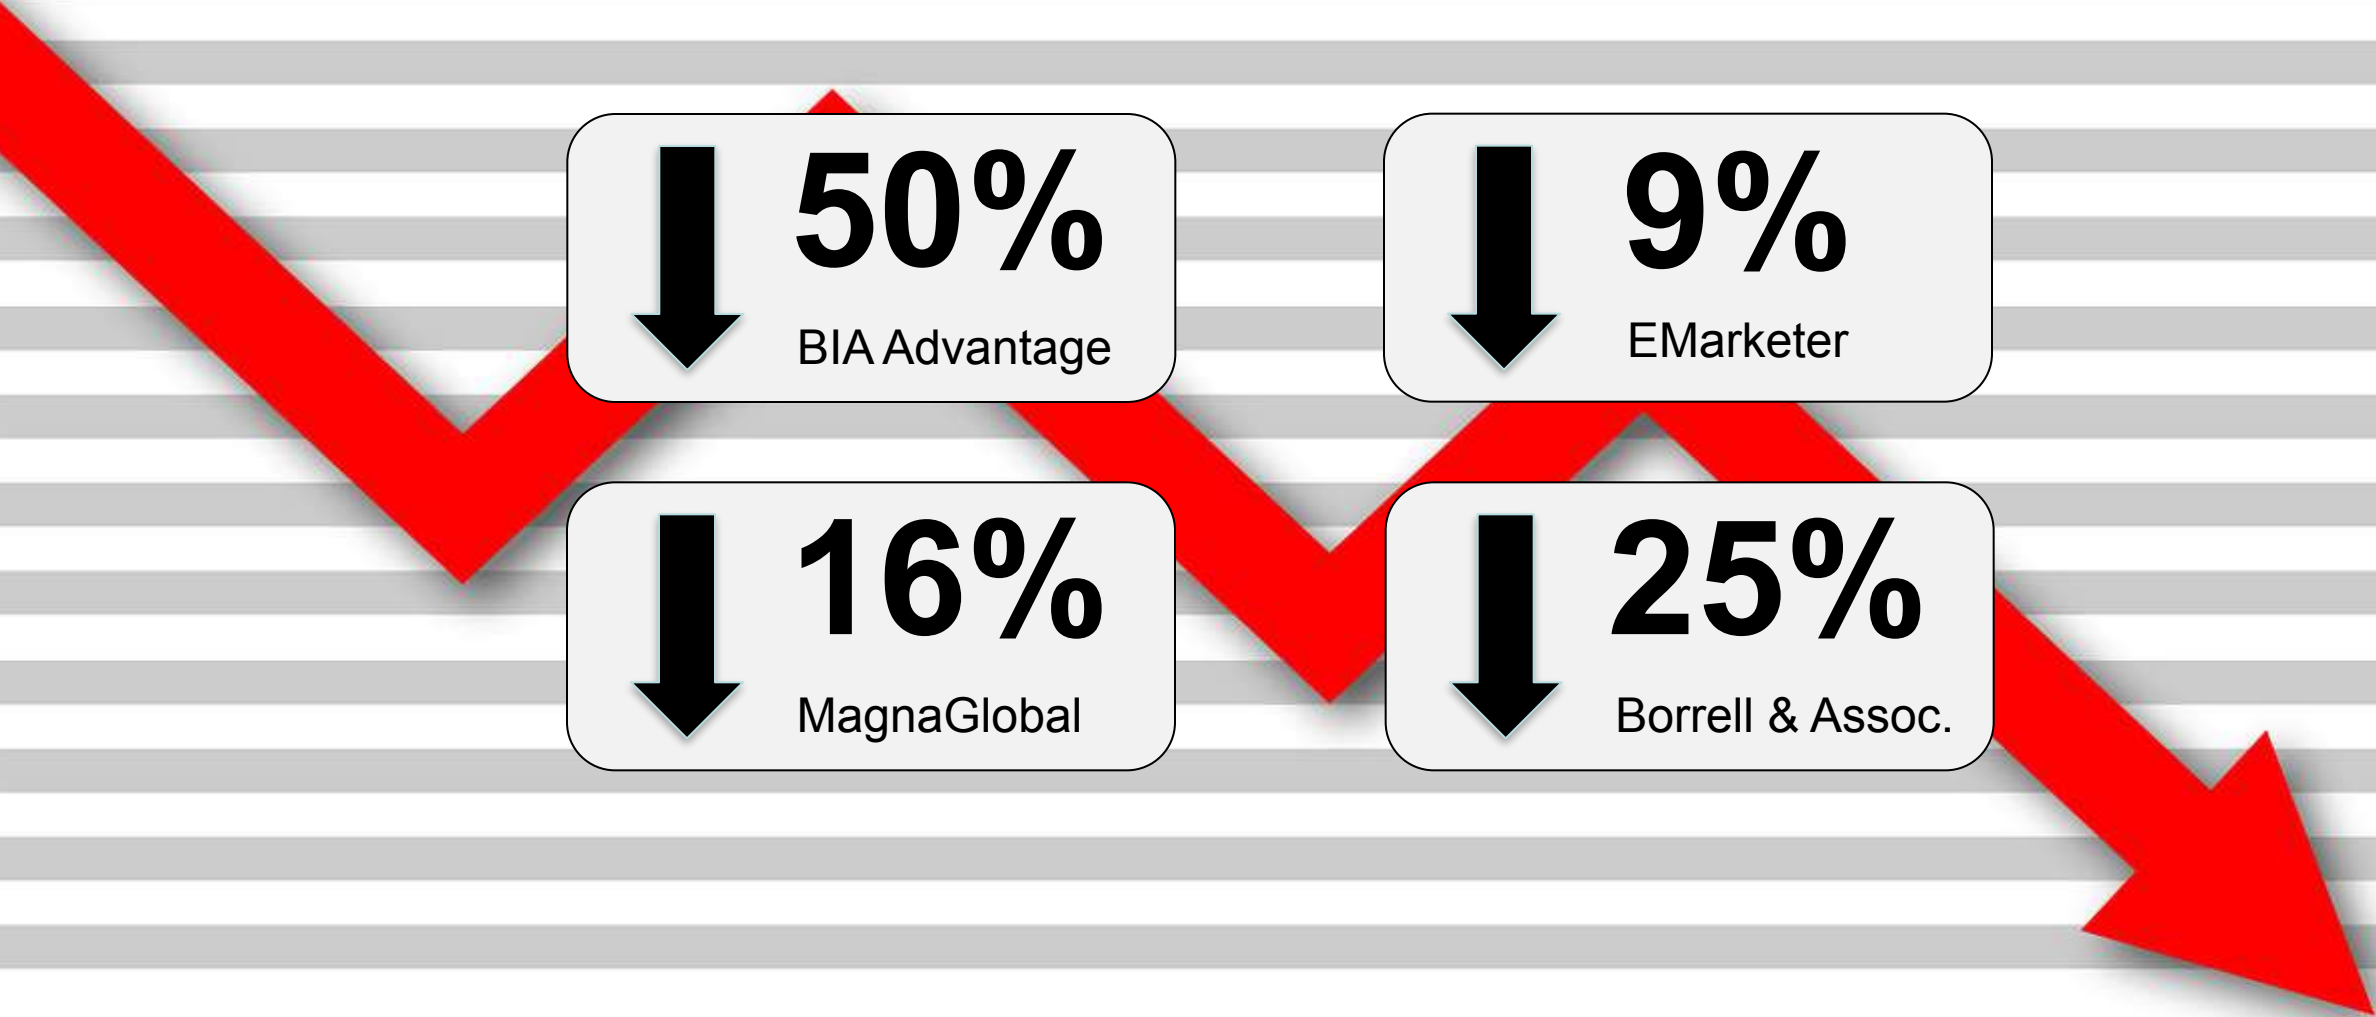 50%
BIA Advantage
9%
EMarketer
16%
MagnaGlobal
25%
Borrell & Assoc.